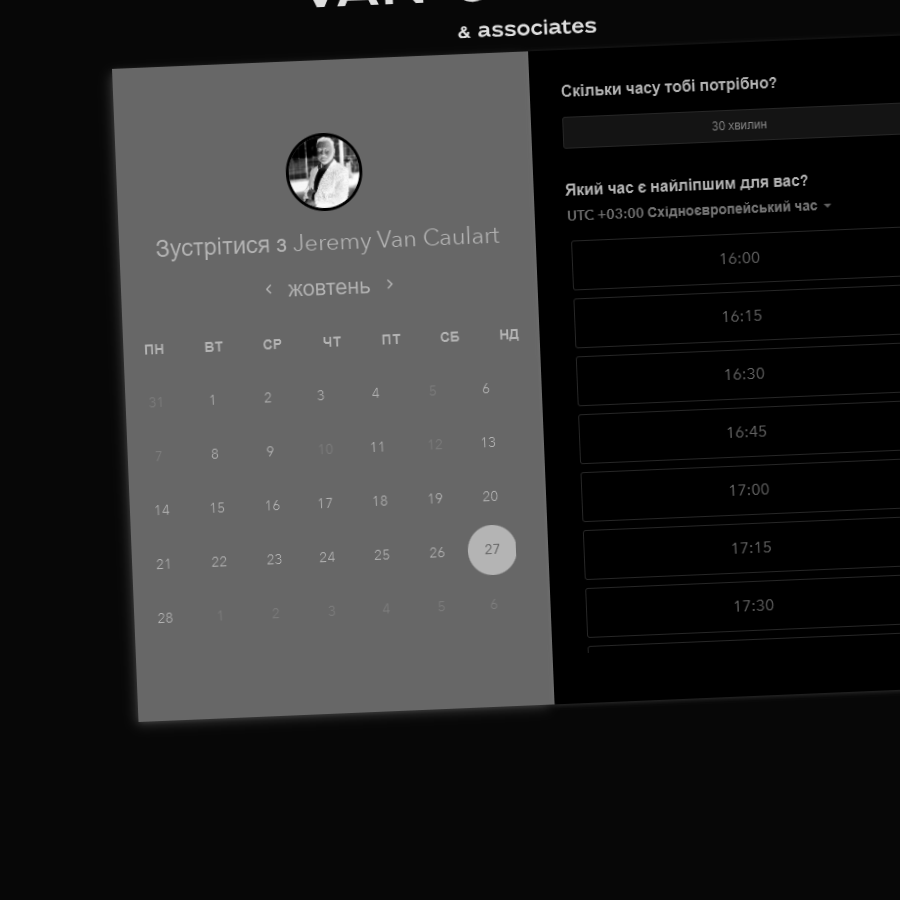 & associates
Зустрітися з Jeremy Van Caulart
жовтень
ПН ВТ СР ЧТ ПТ СБ НД
31 1 2 3 4 5 6
7 8 9 10 11 12 13
14 15 16 17 18 19 20
21 22 23 24 25 26 27
28 1 2 3 4 5 6
Скільки часу тобі потрібно?
30 хвилин
Який час є найліпшим для вас?
UTC +03:00 Східноєвропейський час
16:00
16:15
16:30
16:45
17:00
17:15
17:30